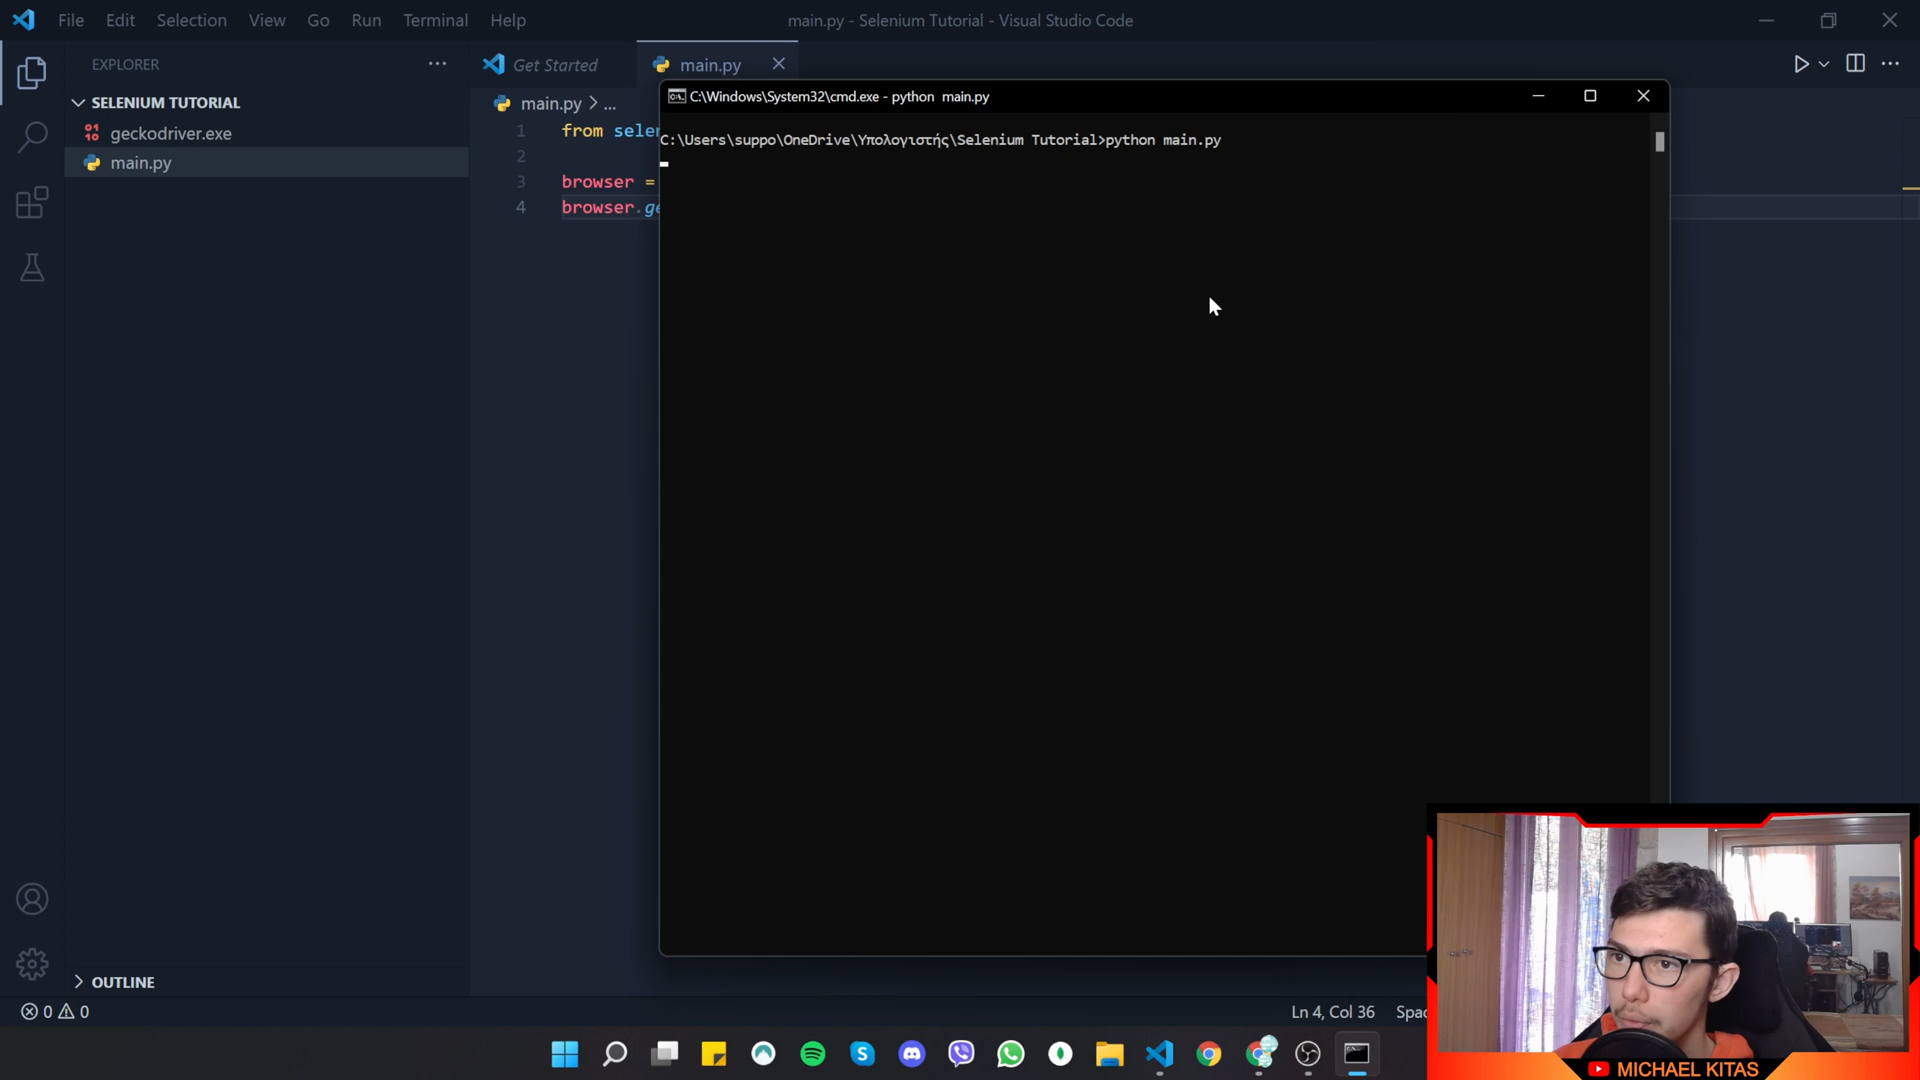 File Edit Selection View Go Run Terminal Help
main.py - Selenium Tutorial - Visual Studio Code
EXPLORER
Get Started
main.py
SELENIUM TUTORIAL
geckodriver.exe
main.py
main.py > ...
1 from selen
2
3 browser =
4 browser.ge
C:\Windows\System32\cmd.exe - python main.py
C:\Users\suppo\OneDrive\Υπολογιστής\Selenium Tutorial>python main.py
OUTLINE
0 0
Ln 4, Col 36 Spac
MICHAEL KITAS